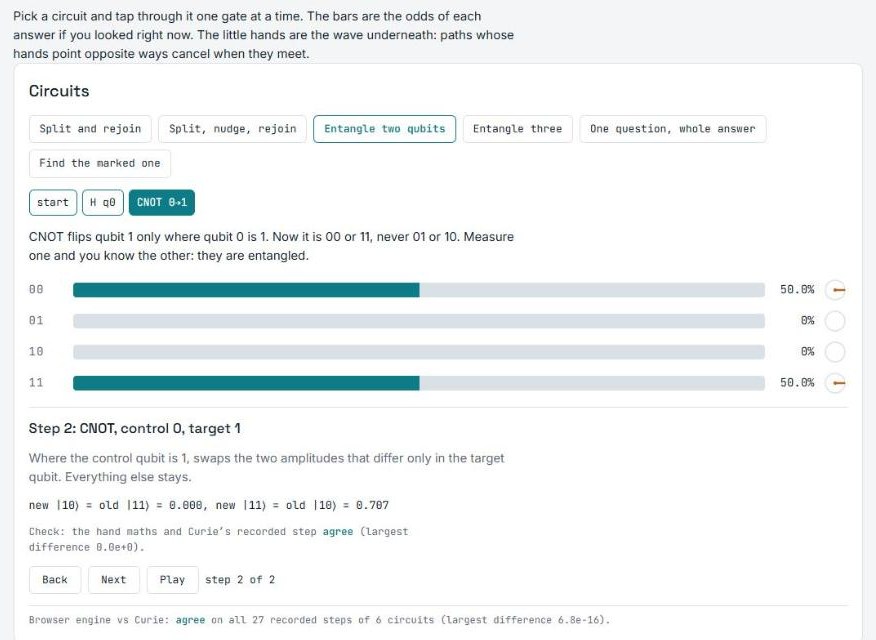 Pick a circuit and tap through it one gate at a time. The bars are the odds of each
answer if you looked right now. The little hands are the wave underneath: paths whose
hands point opposite ways cancel when they meet.
Circuits
Split and rejoin
Split, nudge, rejoin
Entangle two qubits
Entangle three
One question, whole answer
Find the marked one
start
H q0
CNOT 0→1
CNOT flips qubit 1 only where qubit 0 is 1. Now it is 00 or 11, never 01 or 10. Measure
one and you know the other: they are entangled.
00 50.0%
01 0%
10 0%
11 50.0%
Step 2: CNOT, control 0, target 1
Where the control qubit is 1, swaps the two amplitudes that differ only in the target
qubit. Everything else stays.
new |10⟩ = old |11⟩ = 0.000, new |11⟩ = old |10⟩ = 0.707
Check: the hand maths and Curie’s recorded step agree (largest
difference 0.0e+0).
Back
Next
Play
step 2 of 2
Browser engine vs Curie: agree on all 27 recorded steps of 6 circuits (largest difference 6.8e-16).